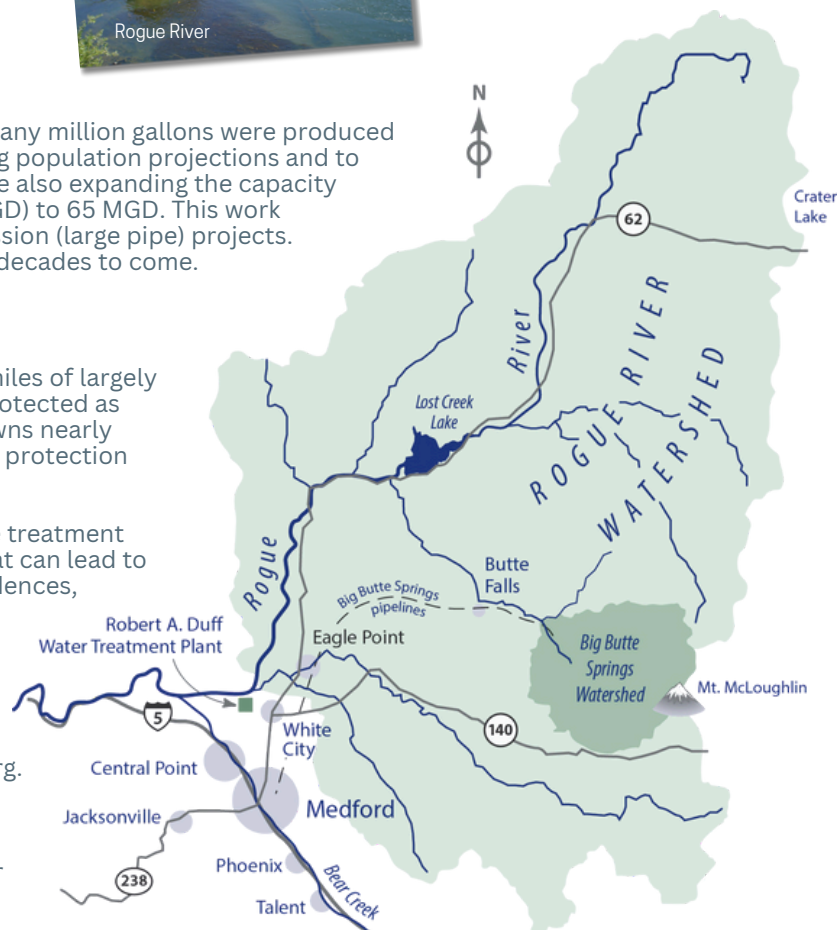 Rogue River
any million gallons were produced
g population projections and to
e also expanding the capacity
GD) to 65 MGD. This work
ssion (large pipe) projects.
decades to come.
niles of largely
otected as
wns nearly
protection
treatment
at can lead to
dences,
rg.
N
Crater
Lake
62
River
ROGUE RIVER
WATERSHED
Lost Creek
Lake
Rogue
Butte
Falls
Big Butte Springs
pipelines
Robert A. Duff
Water Treatment Plant
Eagle Point
Big Butte
Springs
Watershed
Mt. McLoughlin
5
White
City
140
Central Point
Medford
Jacksonville
238
Phoenix
Bear Creek
Talent